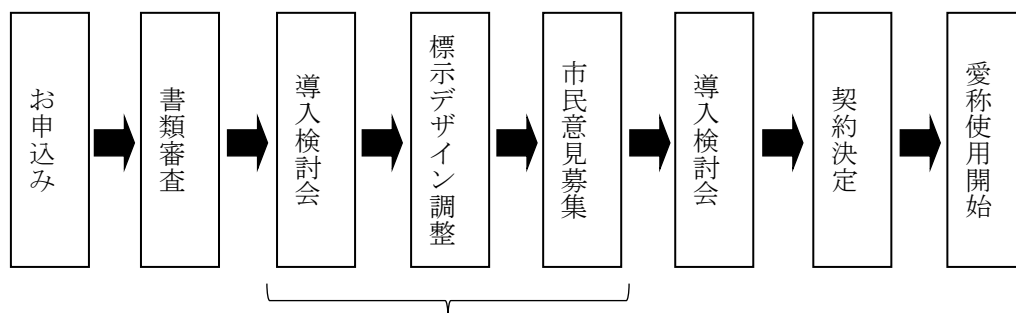 お申込み
書類審査
導入検討会
標示デザイン調整
市民意見募集
導入検討会
契約決定
愛称使用開始